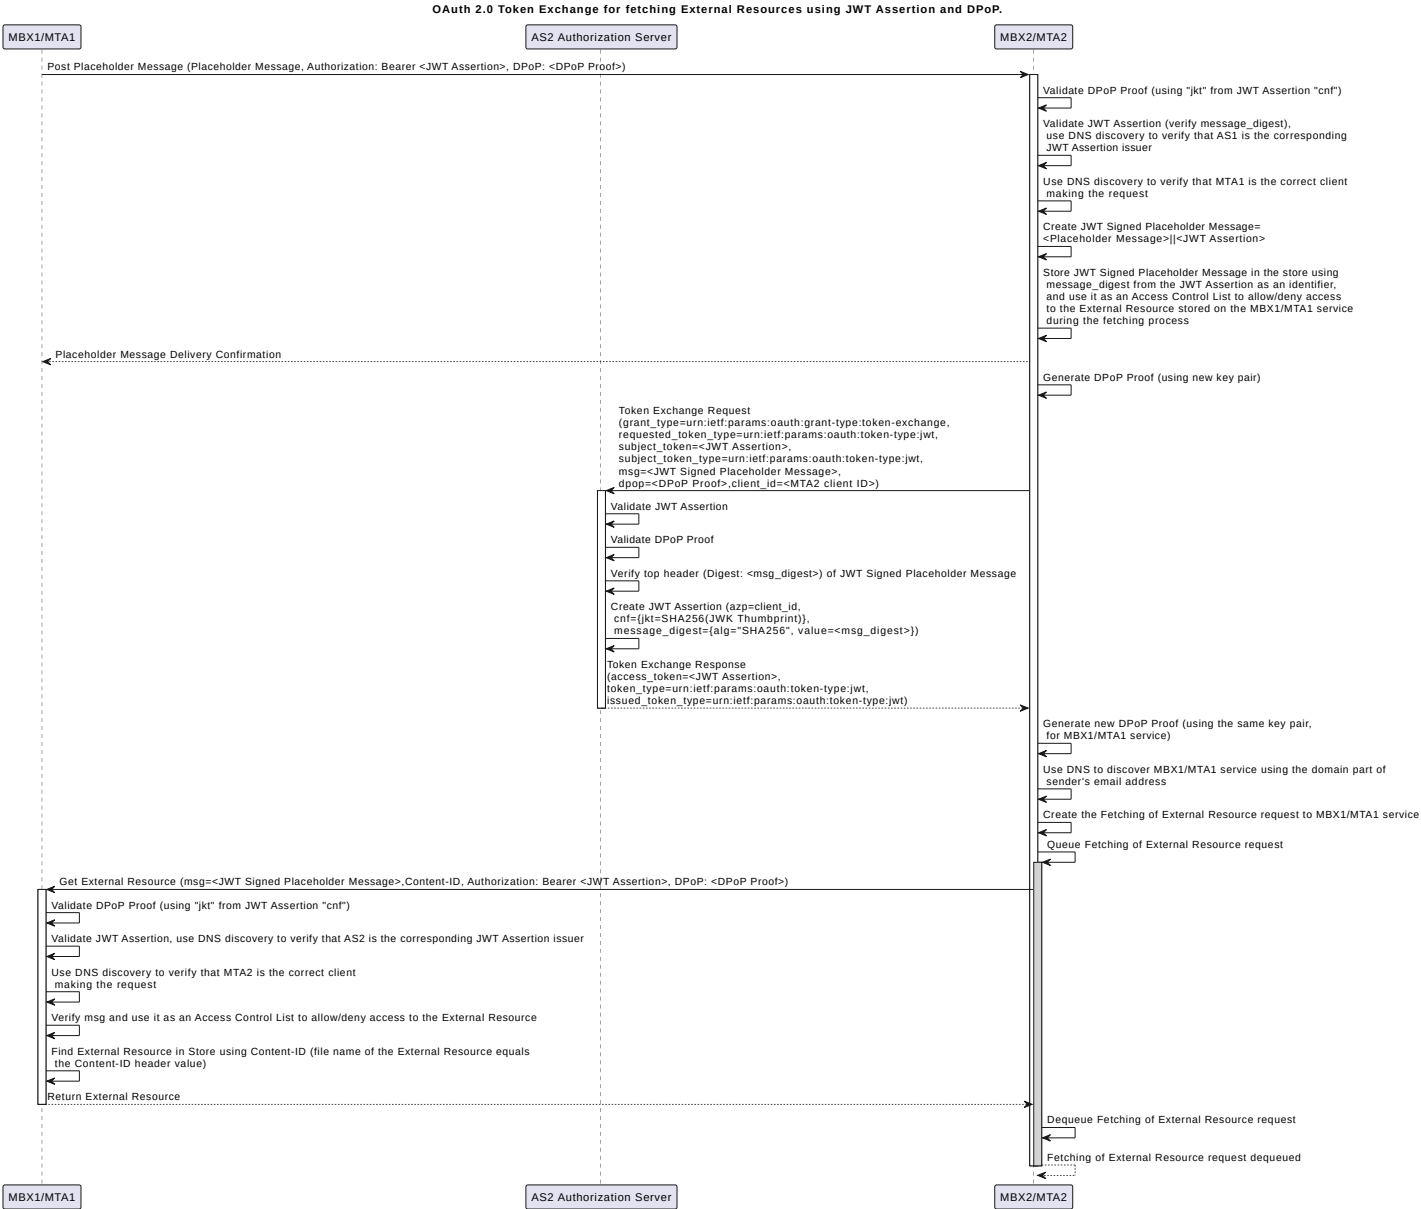 OAuth 2.0 Token Exchange for fetching External Resources using JWT Assertion and DPoP.
MBX1/MTA1
AS2 Authorization Server
MBX2/MTA2
Post Placeholder Message (Placeholder Message, Authorization: Bearer <JWT Assertion>, DPoP: <DPoP Proof>)
Validate DPoP Proof (using "jkt" from JWT Assertion "cnf")
Validate JWT Assertion (verify message_digest),
use DNS discovery to verify that AS1 is the corresponding
JWT Assertion issuer
Use DNS discovery to verify that MTA1 is the correct client
making the request
Create JWT Signed Placeholder Message=
<Placeholder Message>||<JWT Assertion>
Store JWT Signed Placeholder Message in the store using
message_digest from the JWT Assertion as an identifier,
and use it as an Access Control List to allow/deny access
to the External Resource stored on the MBX1/MTA1 service
during the fetching process
Placeholder Message Delivery Confirmation
Generate DPoP Proof (using new key pair)
Token Exchange Request
(grant_type=urn:ietf:params:oauth:grant-type:token-exchange,
requested_token_type=urn:ietf:params:oauth:token-type:jwt,
subject_token=<JWT Assertion>,
subject_token_type=urn:ietf:params:oauth:token-type:jwt,
msg=<JWT Signed Placeholder Message>,
dpop=<DPoP Proof>,client_id=<MTA2 client ID>)
Validate JWT Assertion
Validate DPoP Proof
Verify top header (Digest: <msg_digest>) of JWT Signed Placeholder Message
Create JWT Assertion (azp=client_id,
cnf={jkt=SHA256(JWK Thumbprint)},
message_digest={alg="SHA256", value=<msg_digest>})
Token Exchange Response
(access_token=<JWT Assertion>,
token_type=urn:ietf:params:oauth:token-type:jwt,
issued_token_type=urn:ietf:params:oauth:token-type:jwt)
Generate new DPoP Proof (using the same key pair,
for MBX1/MTA1 service)
Use DNS to discover MBX1/MTA1 service using the domain part of
sender's email address
Create the Fetching of External Resource request to MBX1/MTA1 service
Queue Fetching of External Resource request
Get External Resource (msg=<JWT Signed Placeholder Message>,Content-ID, Authorization: Bearer <JWT Assertion>, DPoP: <DPoP Proof>)
Validate DPoP Proof (using "jkt" from JWT Assertion "cnf")
Validate JWT Assertion, use DNS discovery to verify that AS2 is the corresponding JWT Assertion issuer
Use DNS discovery to verify that MTA2 is the correct client
making the request
Verify msg and use it as an Access Control List to allow/deny access to the External Resource
Find External Resource in Store using Content-ID (file name of the External Resource equals
the Content-ID header value)
Return External Resource
Dequeue Fetching of External Resource request
Fetching of External Resource request dequeued
MBX1/MTA1
AS2 Authorization Server
MBX2/MTA2